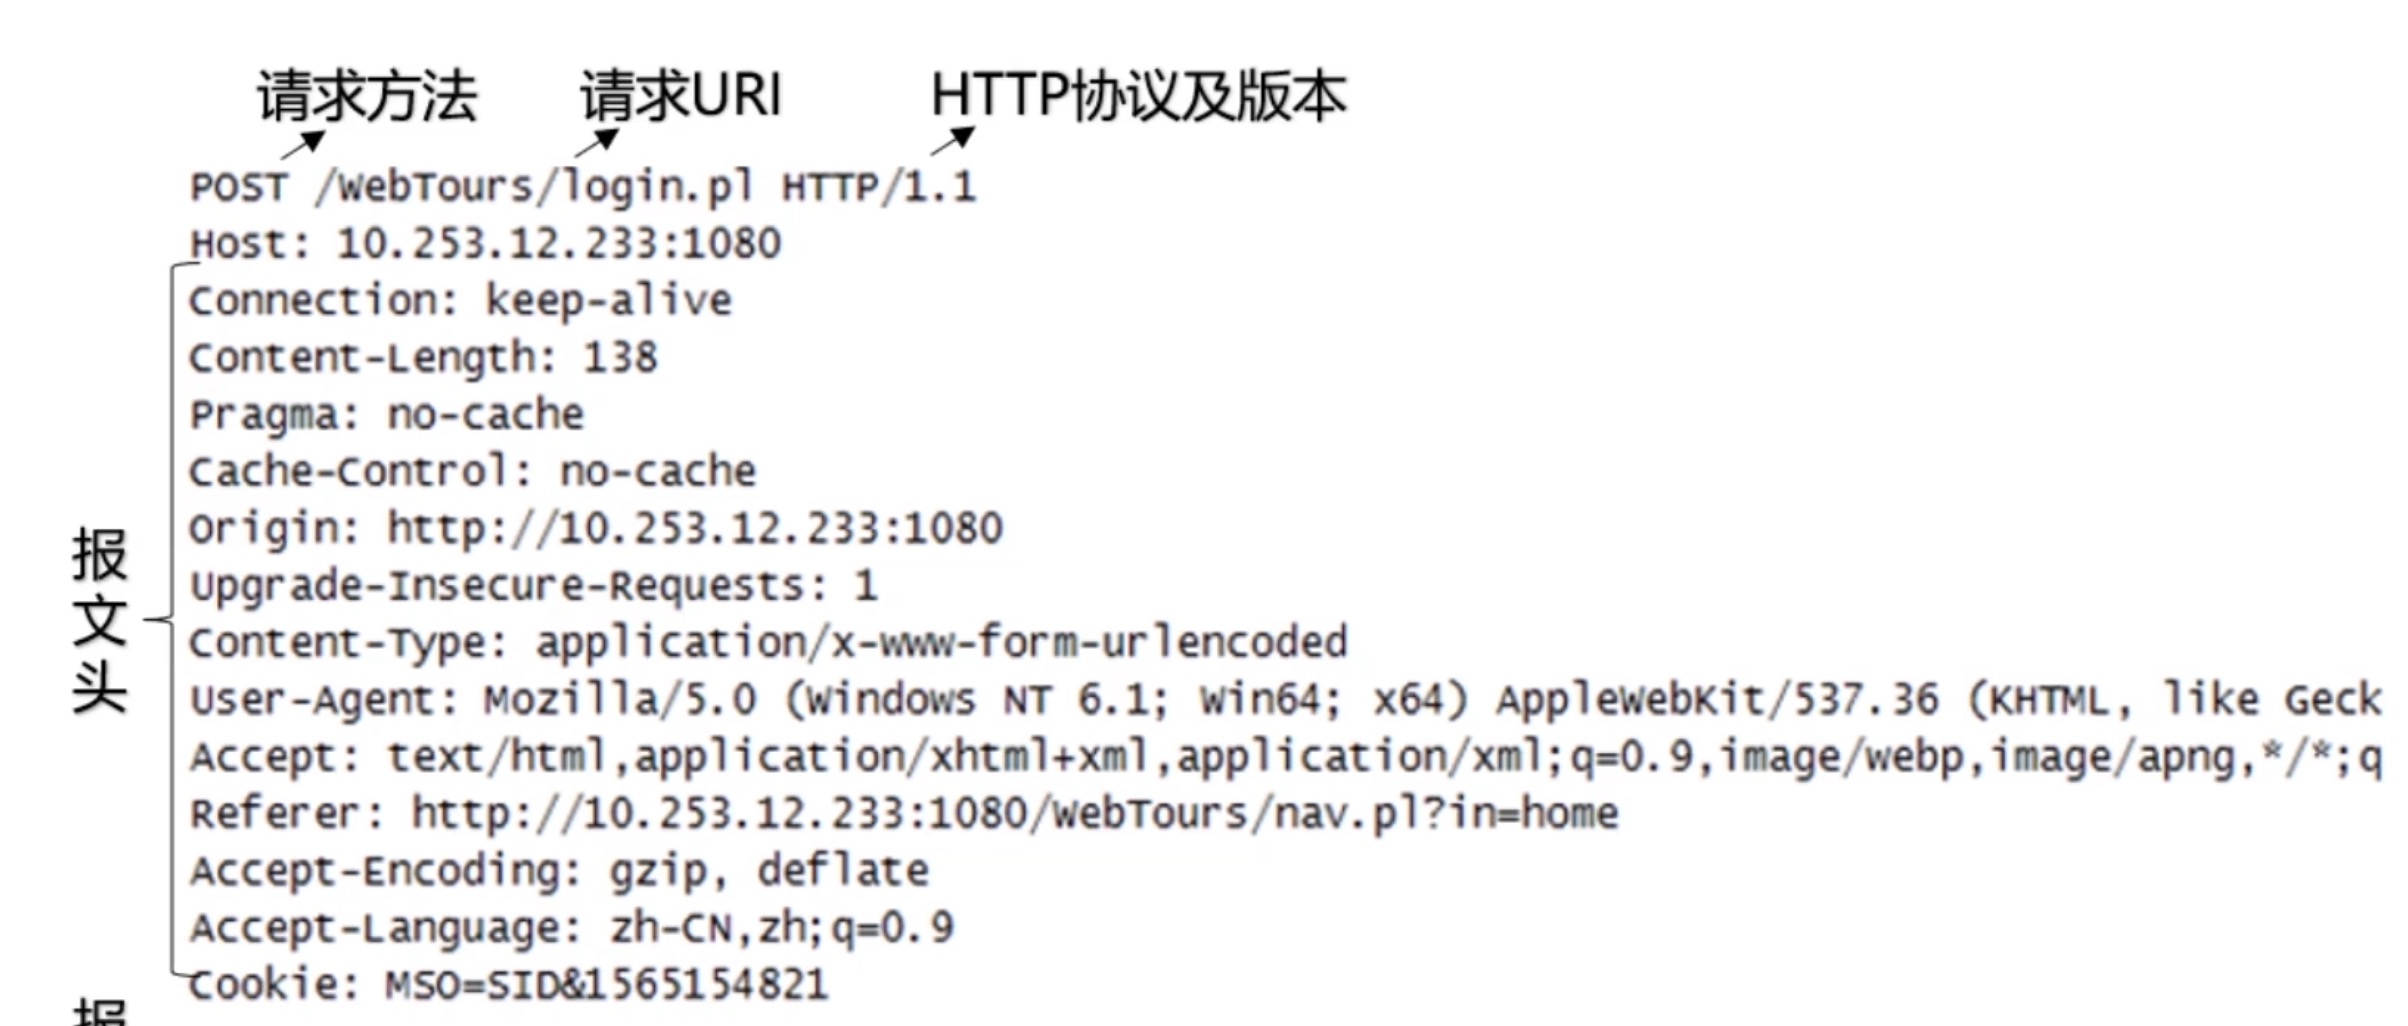 请求方法 请求URI HTTP协议及版本
POST /WebTours/login.pl HTTP/1.1
Host: 10.253.12.233:1080
Connection: keep-alive
Content-Length: 138
Pragma: no-cache
Cache-Control: no-cache
Origin: http://10.253.12.233:1080
Upgrade-Insecure-Requests: 1
Content-Type: application/x-www-form-urlencoded
User-Agent: Mozilla/5.0 (Windows NT 6.1; Win64; x64) AppleWebKit/537.36 (KHTML, like Geck
Accept: text/html,application/xhtml+xml,application/xml;q=0.9,image/webp,image/apng,*/*;q
Referer: http://10.253.12.233:1080/WebTours/nav.pl?in=home
Accept-Encoding: gzip, deflate
Accept-Language: zh-CN,zh;q=0.9
Cookie: MSO=SID&1565154821
报文头